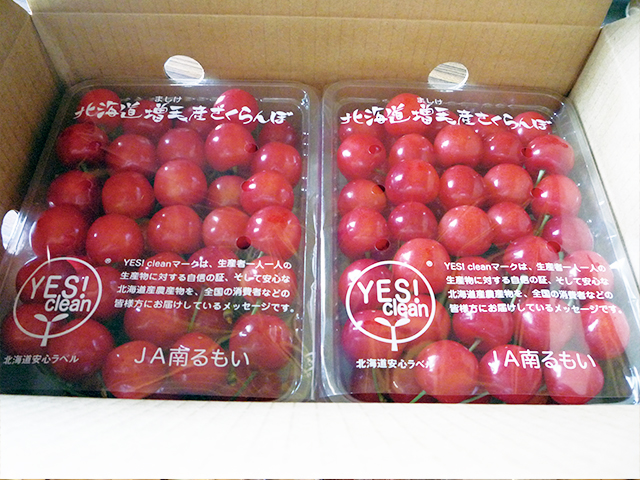 ましけ
北海道 増毛産さくらんぼ
YES! cleanマークは、生産者一人一人の
生産物に対する自信の証、そして安心な
北海道産農産物を、全国の消費者などの
皆様方にお届けしているメッセージです。
YES!
clean
®
北海道安心ラベル
JA南るもい
ましけ
北海道 増毛産さくらんぼ
YES! cleanマークは、生産者一人一人の
生産物に対する自信の証、そして安心な
北海道産農産物を、全国の消費者などの
皆様方にお届けしているメッセージです。
YES!
clean
®
北海道安心ラベル
JA南るもい